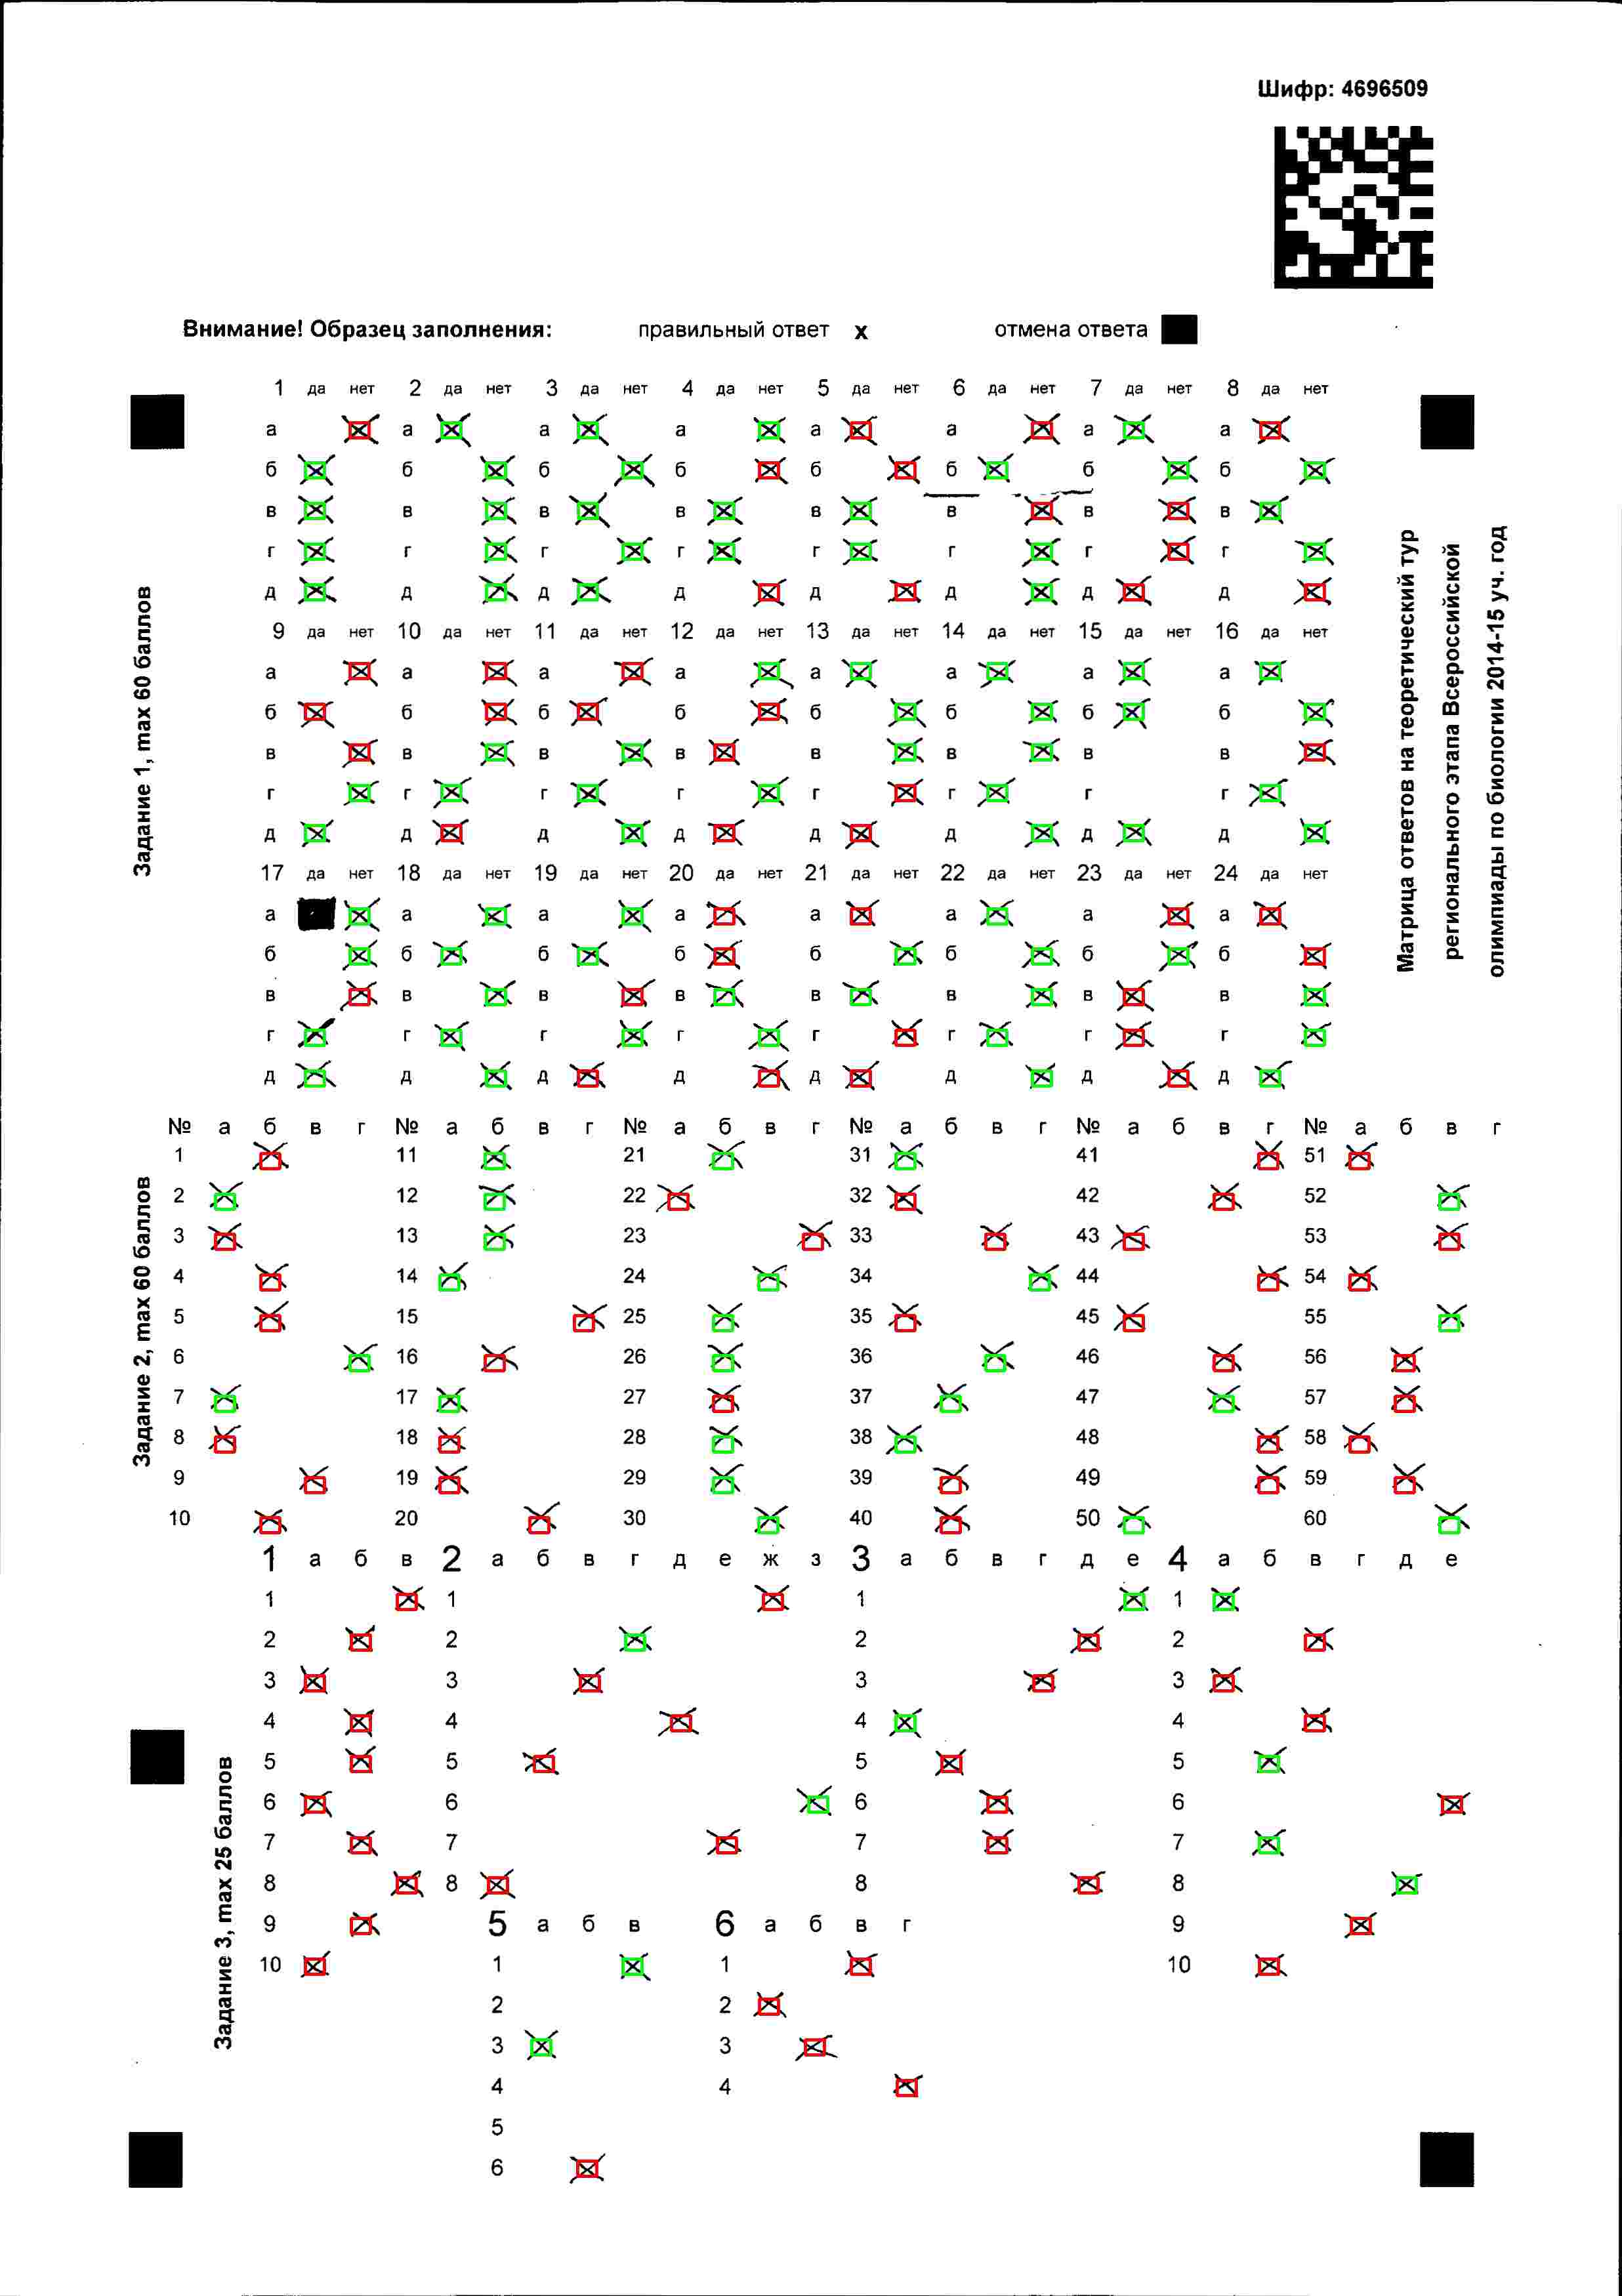 Шифр: 4696509
Внимание! Образец заполнения: правильный ответ x отмена ответа
1 да нет 2 да нет 3 да нет 4 да нет 5 да нет 6 да нет 7 да нет 8 да нет
а а а а а а а а
б б б б б б б б
в в в в в в в в
г г г г г г г г
д д д д д д д д
9 да нет 10 да нет 11 да нет 12 да нет 13 да нет 14 да нет 15 да нет 16 да нет
а а а а а а а а
б б б б б б б б
в в в в в в в в
г г г г г г г г
д д д д д д д д
17 да нет 18 да нет 19 да нет 20 да нет 21 да нет 22 да нет 23 да нет 24 да нет
а а а а а а а а
б б б б б б б б
в в в в в в в в
г г г г г г г г
д д д д д д д д
Задание 1, max 60 баллов
Матрица ответов на теоретический тур
регионального этапа Всероссийской
олимпиады по биологии 2014-15 уч. год
№ а б в г № а б в г № а б в г № а б в г № а б в г № а б в г
1 11 21 31 41 51
2 12 22 32 42 52
3 13 23 33 43 53
4 14 24 34 44 54
5 15 25 35 45 55
6 16 26 36 46 56
7 17 27 37 47 57
8 18 28 38 48 58
9 19 29 39 49 59
10 20 30 40 50 60
Задание 2, max 60 баллов
1 а б в 2 а б в г д е ж з 3 а б в г д е 4 а б в г д е
1 1 1 1
2 2 2 2
3 3 3 3
4 4 4 4
5 5 5 5
6 6 6 6
7 7 7 7
8 8 8 8
9 5 а б в 6 а б в г 9
10 1 1 10
2 2
3 3
4 4
5
6
Задание 3, max 25 баллов